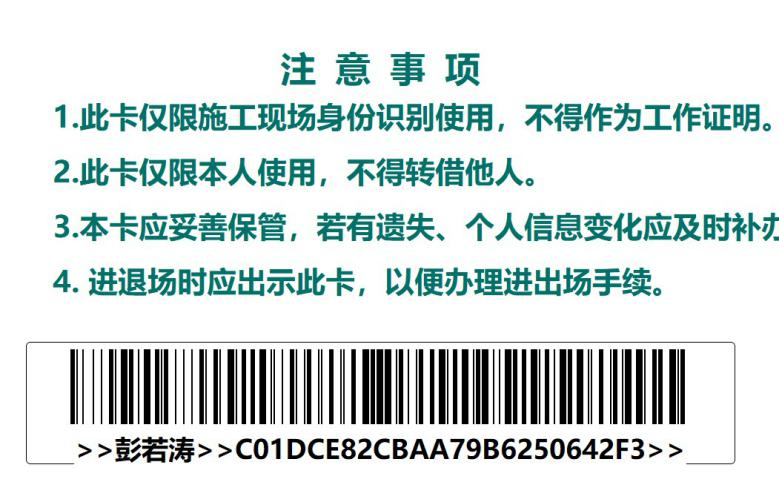 注意事项
1.此卡仅限施工现场身份识别使用，不得作为工作证明。
2.此卡仅限本人使用，不得转借他人。
3.本卡应妥善保管，若有遗失、个人信息变化应及时补办
4. 进退场时应出示此卡，以便办理进出场手续。
>>彭若涛>>C01DCE82CBAA79B6250642F3>>